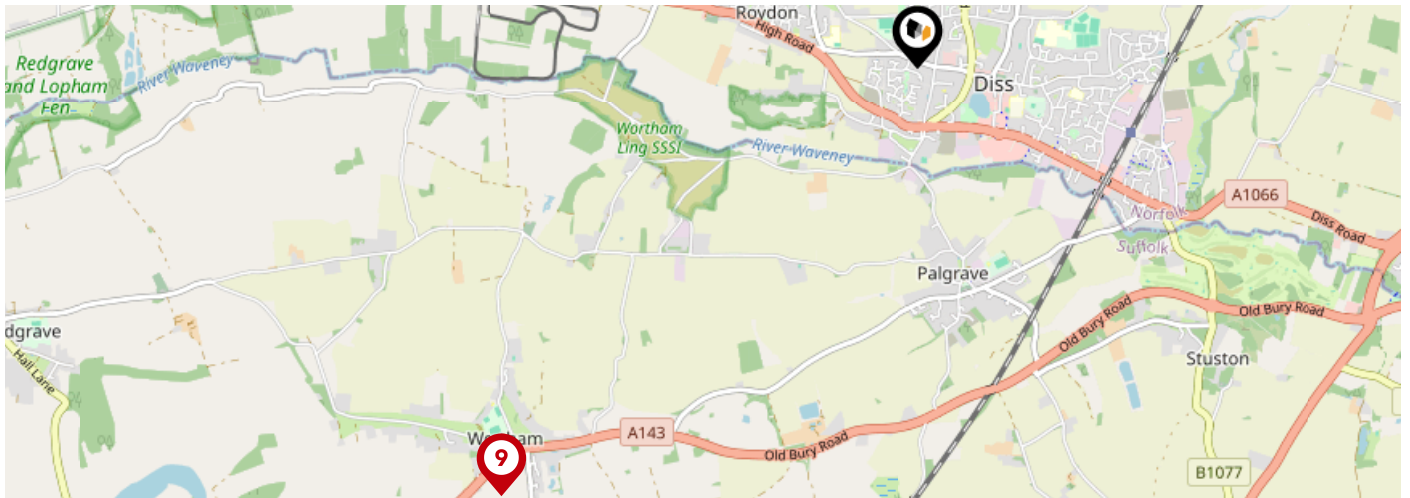 Roydon
High Road
Redgrave
and Lopham
Fen
River Waveney
Diss
Wortham
Ling SSSI
River Waveney
A1066
Norfolk
Suffolk
Diss Road
Palgrave
Old Bury Road
Old Bury Road
dgrave
Hall Lane
Stuston
A143
Old Bury Road
9
B1077